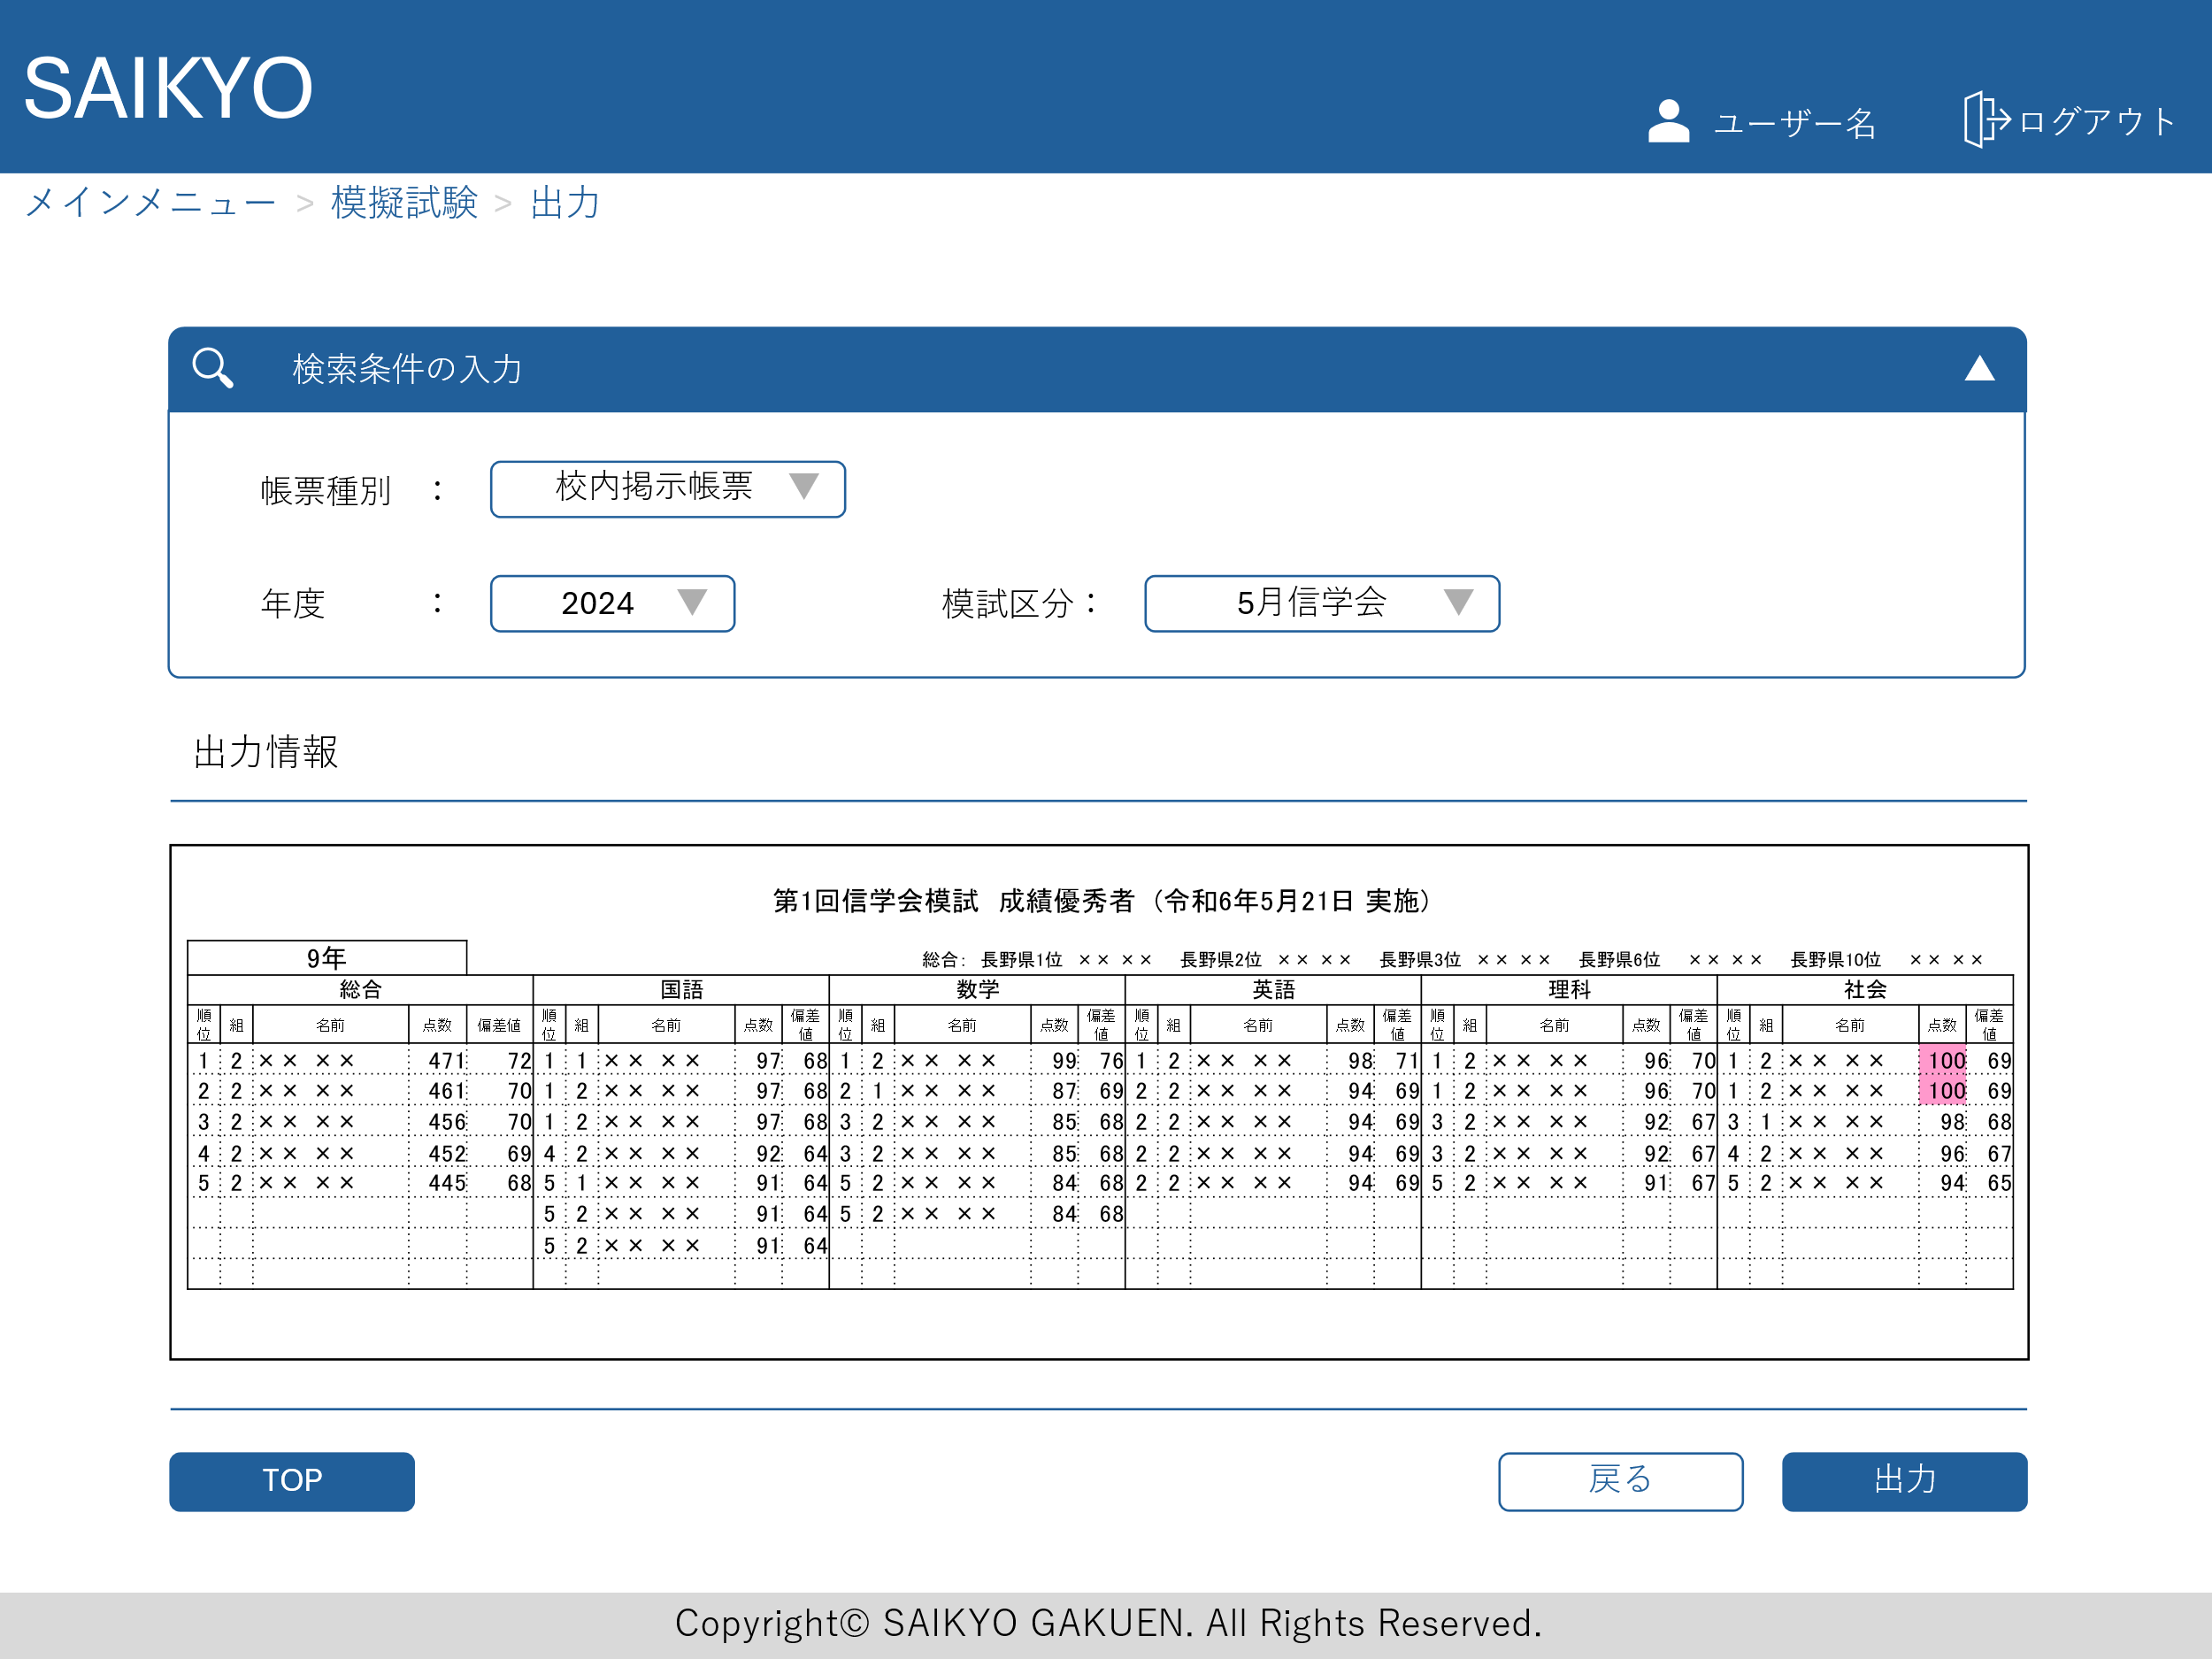 SAIKYO
ユーザー名 ログアウト
メインメニュー > 模擬試験 > 出力
検索条件の入力 ▲
帳票種別 : 校内掲示帳票 ▼
年度 : 2024 ▼ 模試区分: 5月信学会 ▼
出力情報
第1回信学会模試 成績優秀者(令和6年5月21日 実施)
9年 総合: 長野県1位 ×× ×× 長野県2位 ×× ×× 長野県3位 ×× ×× 長野県6位 ×× ×× 長野県10位 ×× ××
総合 国語 数学 英語 理科 社会
順位 組 名前 点数 偏差値 順位 組 名前 点数 偏差値 順位 組 名前 点数 偏差値 順位 組 名前 点数 偏差値 順位 組 名前 点数 偏差値 順位 組 名前 点数 偏差値
1 2 ×× ×× 471 72 1 1 ×× ×× 97 68 1 2 ×× ×× 99 76 1 2 ×× ×× 98 71 1 2 ×× ×× 96 70 1 2 ×× ×× 100 69
2 2 ×× ×× 461 70 1 2 ×× ×× 97 68 2 1 ×× ×× 87 69 2 2 ×× ×× 94 69 1 2 ×× ×× 96 70 1 2 ×× ×× 100 69
3 2 ×× ×× 456 70 1 2 ×× ×× 97 68 3 2 ×× ×× 85 68 2 2 ×× ×× 94 69 3 2 ×× ×× 92 67 3 1 ×× ×× 98 68
4 2 ×× ×× 452 69 4 2 ×× ×× 92 64 3 2 ×× ×× 85 68 2 2 ×× ×× 94 69 3 2 ×× ×× 92 67 4 2 ×× ×× 96 67
5 2 ×× ×× 445 68 5 1 ×× ×× 91 64 5 2 ×× ×× 84 68 2 2 ×× ×× 94 69 5 2 ×× ×× 91 67 5 2 ×× ×× 94 65
5 2 ×× ×× 91 64 5 2 ×× ×× 84 68
5 2 ×× ×× 91 64
TOP 戻る 出力
Copyright© SAIKYO GAKUEN. All Rights Reserved.